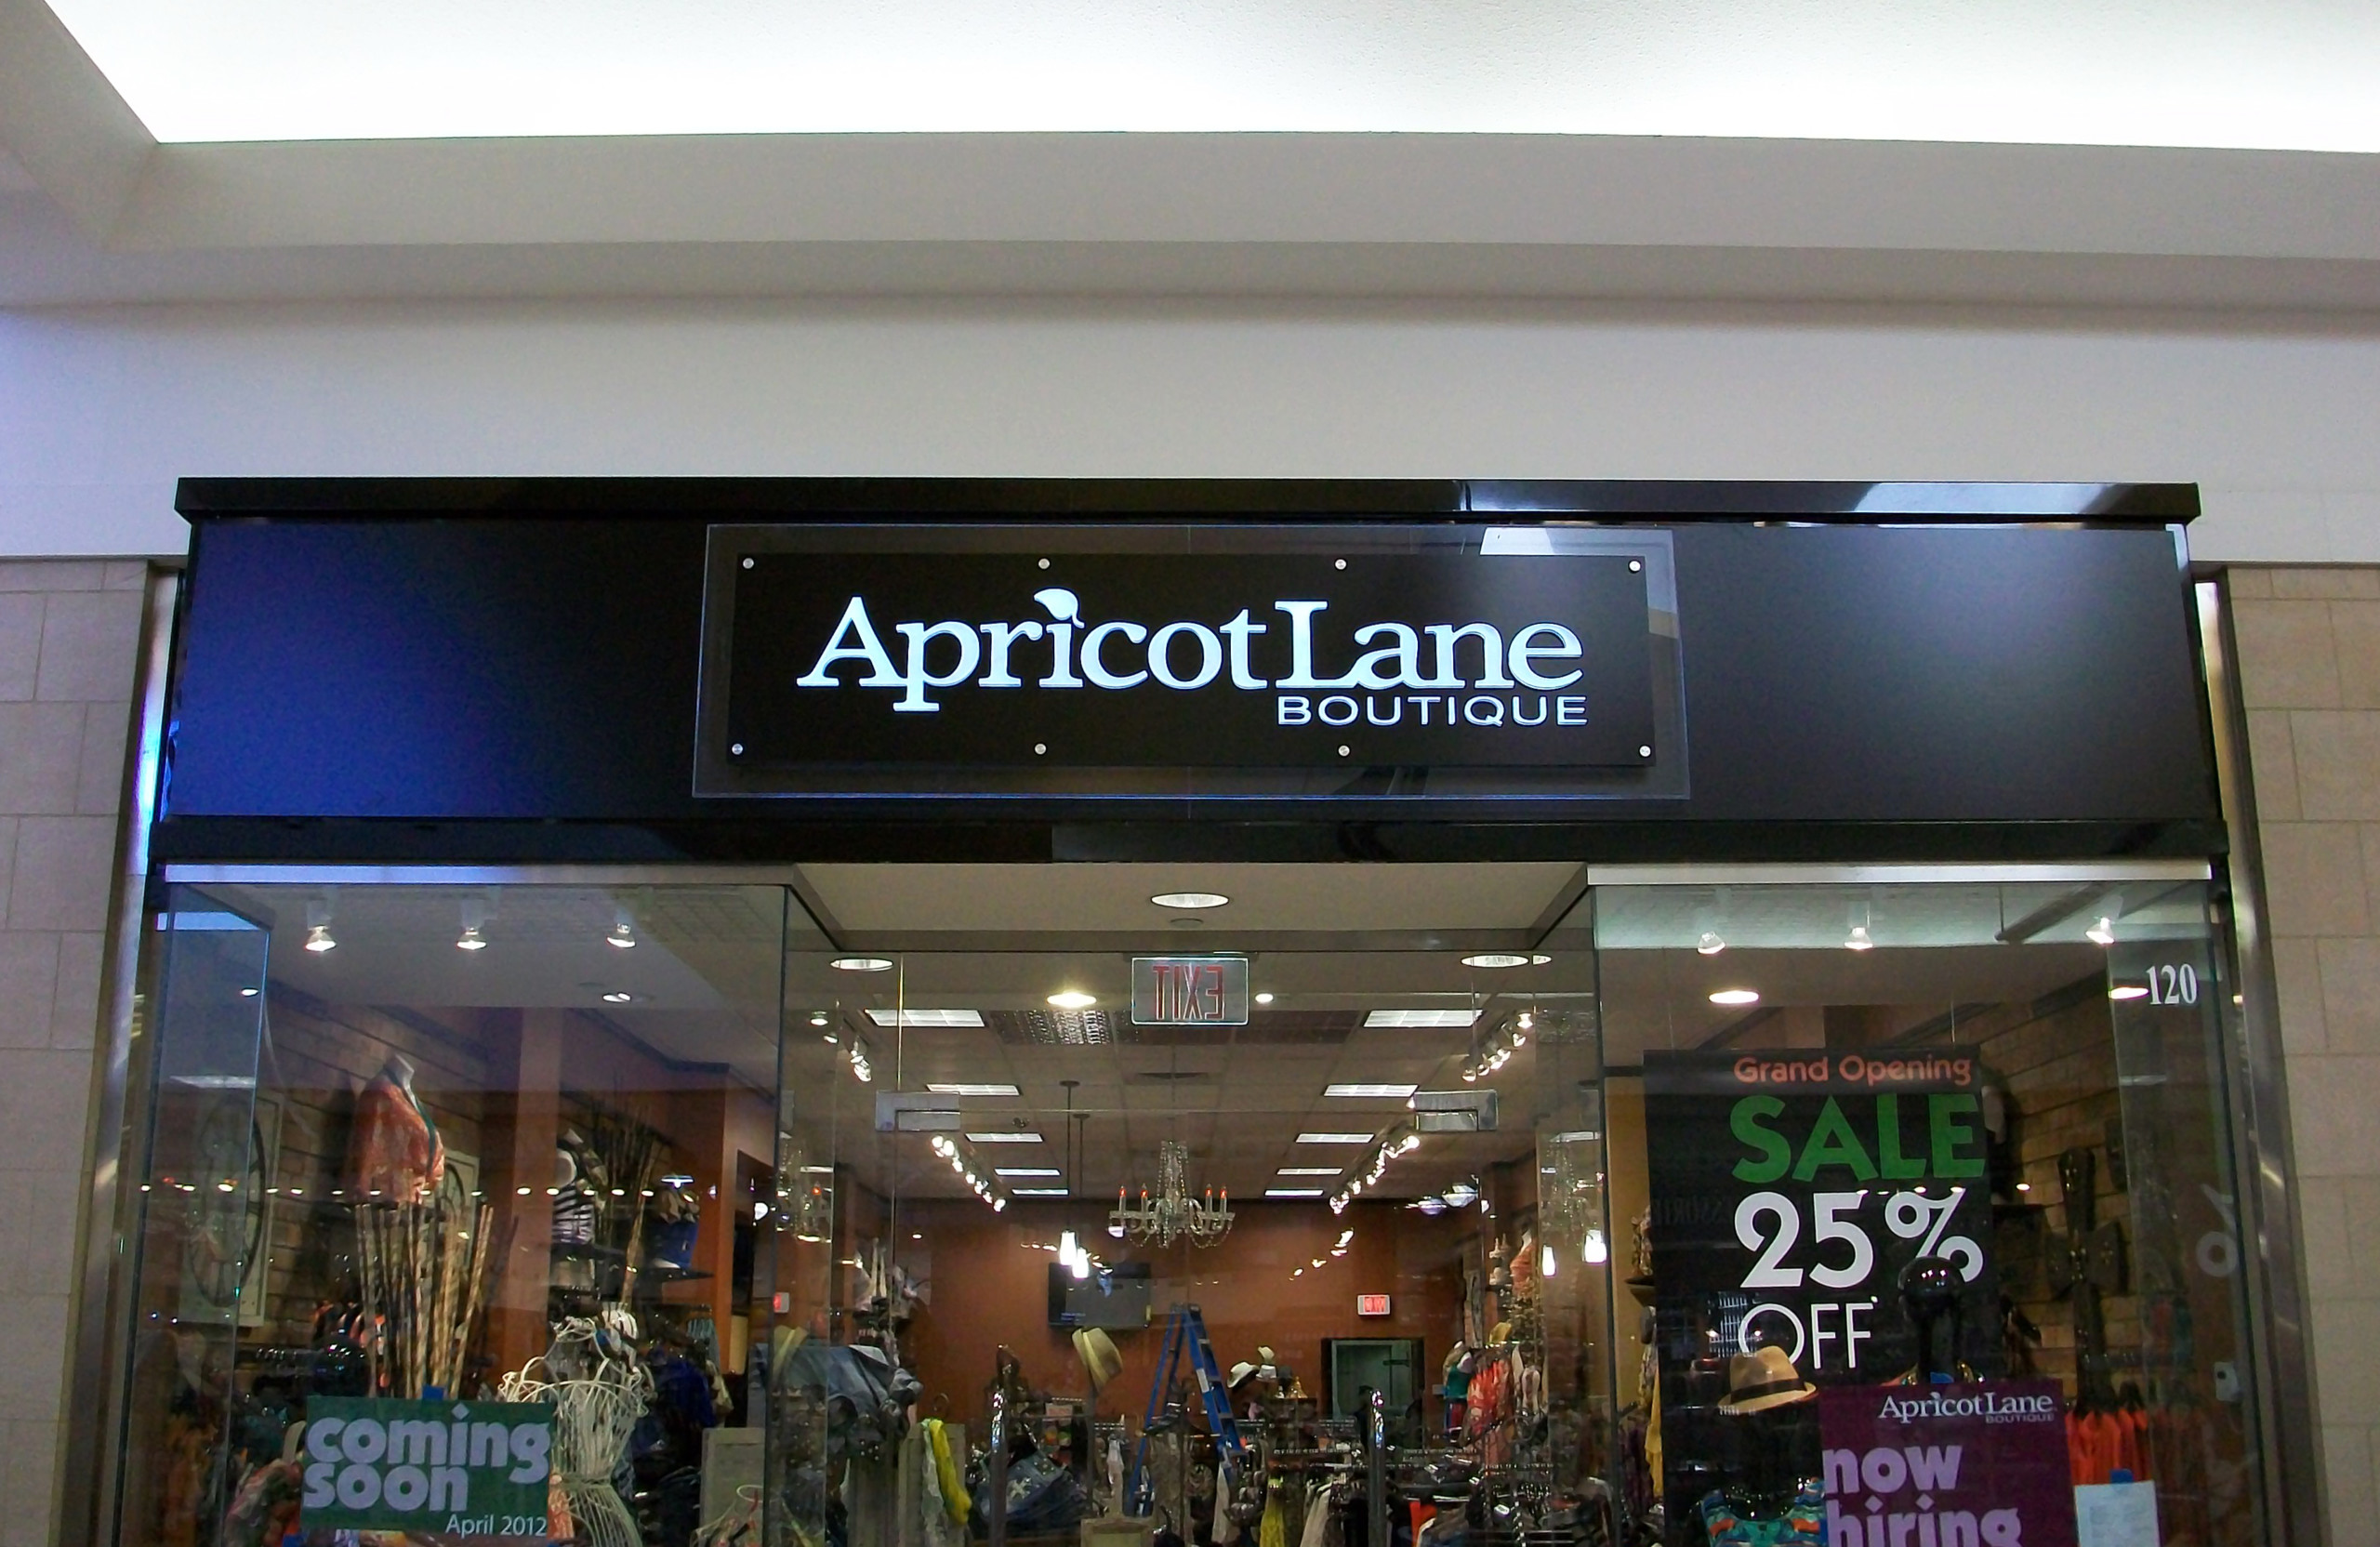 ApricotLane
BOUTIQUE
EXIT
120
Grand Opening
SALE
25%
OFF
ApricotLane
BOUTIQUE
now
hiring
coming
soon
April 2012